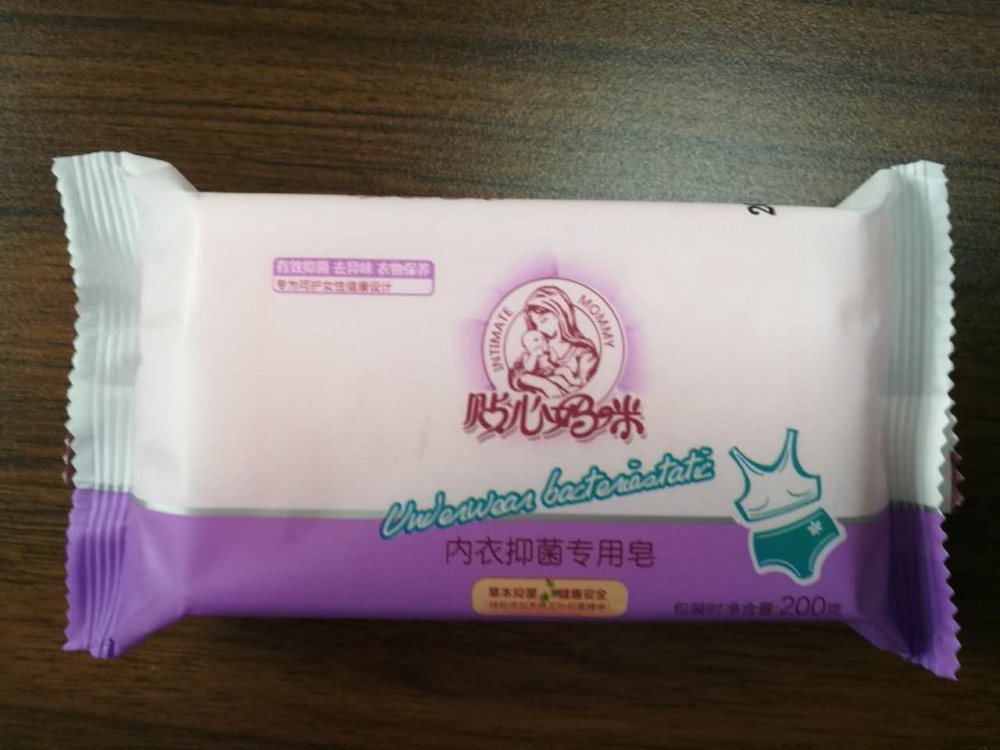 有效抑菌 去异味 衣物保养
专为呵护女性健康设计
INTIMATE MOMMY
贴心妈咪
Underwear bacteriostatic
内衣抑菌专用皂
草本抑菌 健康安全
包装时净含量:200克